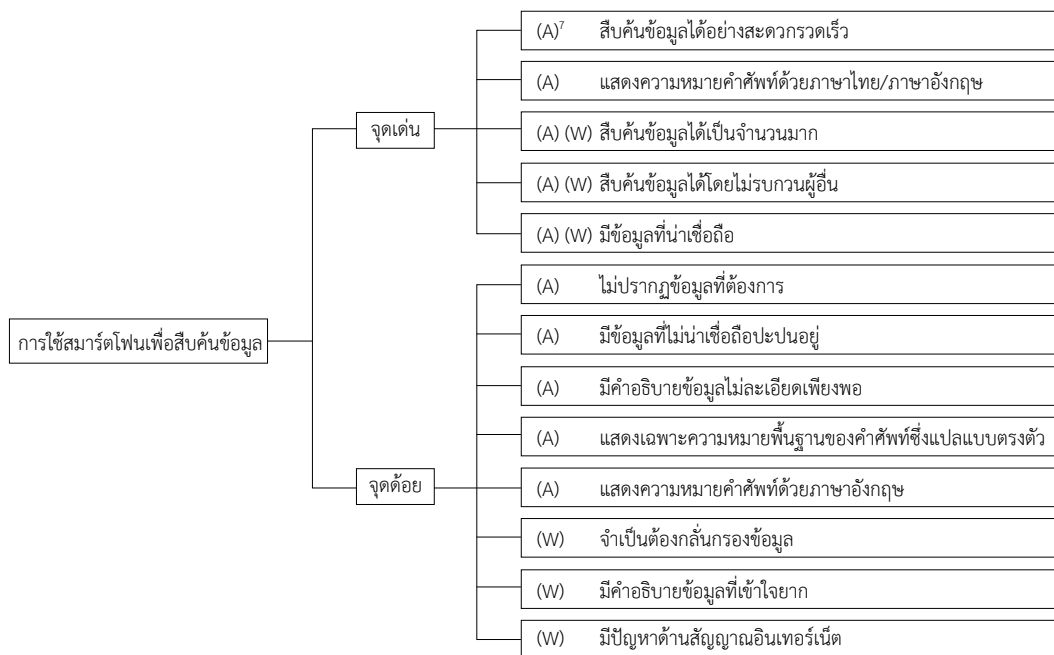 การใช้สมาร์ตโฟนเพื่อสืบค้นข้อมูล
จุดเด่น
(A)⁷ สืบค้นข้อมูลได้อย่างสะดวกรวดเร็ว
(A) แสดงความหมายคำศัพท์ด้วยภาษาไทย/ภาษาอังกฤษ
(A) (W) สืบค้นข้อมูลได้เป็นจำนวนมาก
(A) (W) สืบค้นข้อมูลได้โดยไม่รบกวนผู้อื่น
(A) (W) มีข้อมูลที่น่าเชื่อถือ
จุดด้อย
(A) ไม่ปรากฏข้อมูลที่ต้องการ
(A) มีข้อมูลที่ไม่น่าเชื่อถือปะปนอยู่
(A) มีคำอธิบายข้อมูลไม่ละเอียดเพียงพอ
(A) แสดงเฉพาะความหมายพื้นฐานของคำศัพท์ซึ่งแปลแบบตรงตัว
(A) แสดงความหมายคำศัพท์ด้วยภาษาอังกฤษ
(W) จำเป็นต้องกลั่นกรองข้อมูล
(W) มีคำอธิบายข้อมูลที่เข้าใจยาก
(W) มีปัญหาด้านสัญญาณอินเทอร์เน็ต